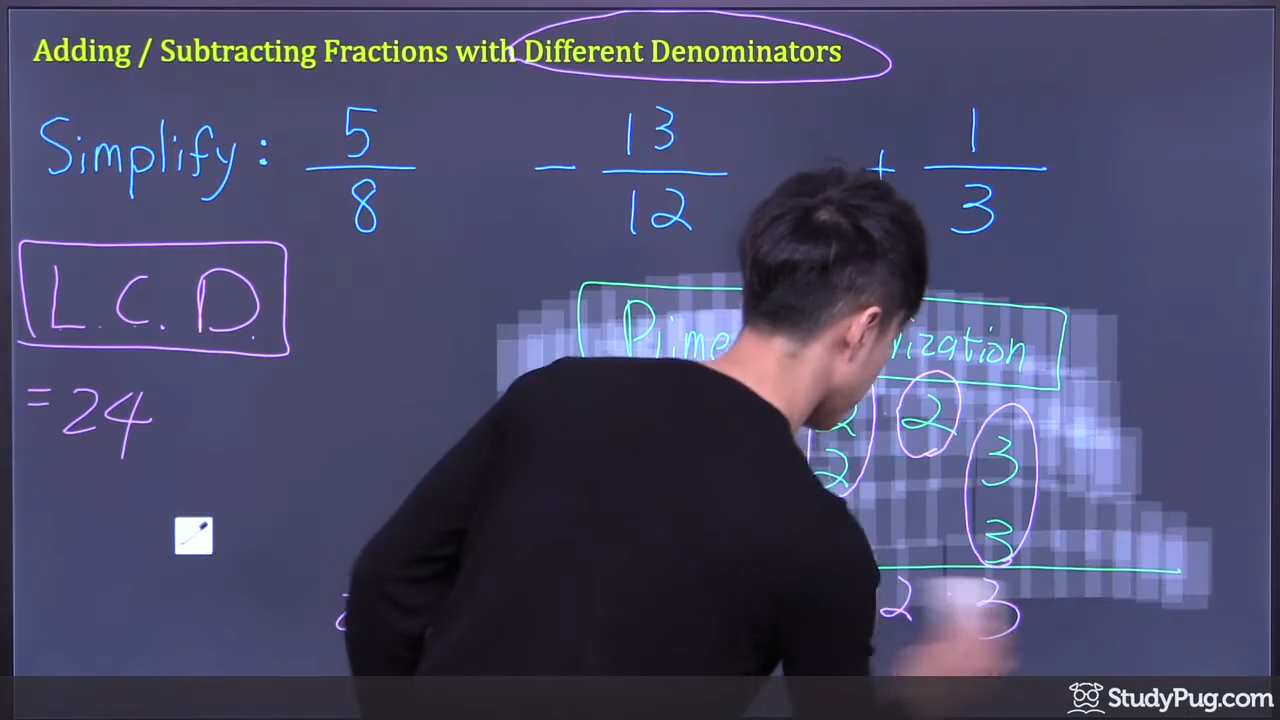 Adding / Subtracting Fractions with Different Denominators
Simplify: 5/8 - 13/12 + 1/3
L.C.D.
= 24
Prime
2 · 2
2 3
3
2 · 3
StudyPug.com